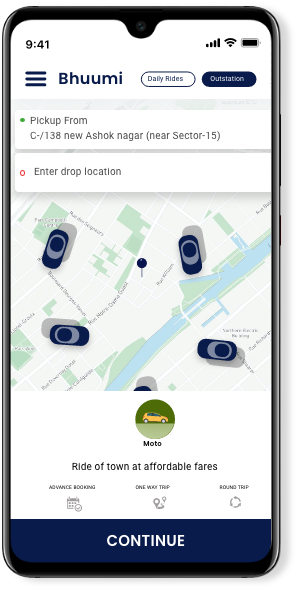 9:41
Bhuumi
Daily Rides
Outstation
Pickup From
C-/138 new Ashok nagar (near Sector-15)
Enter drop location
Moto
Ride of town at affordable fares
ADVANCE BOOKING
ONE WAY TRIP
ROUND TRIP
CONTINUE